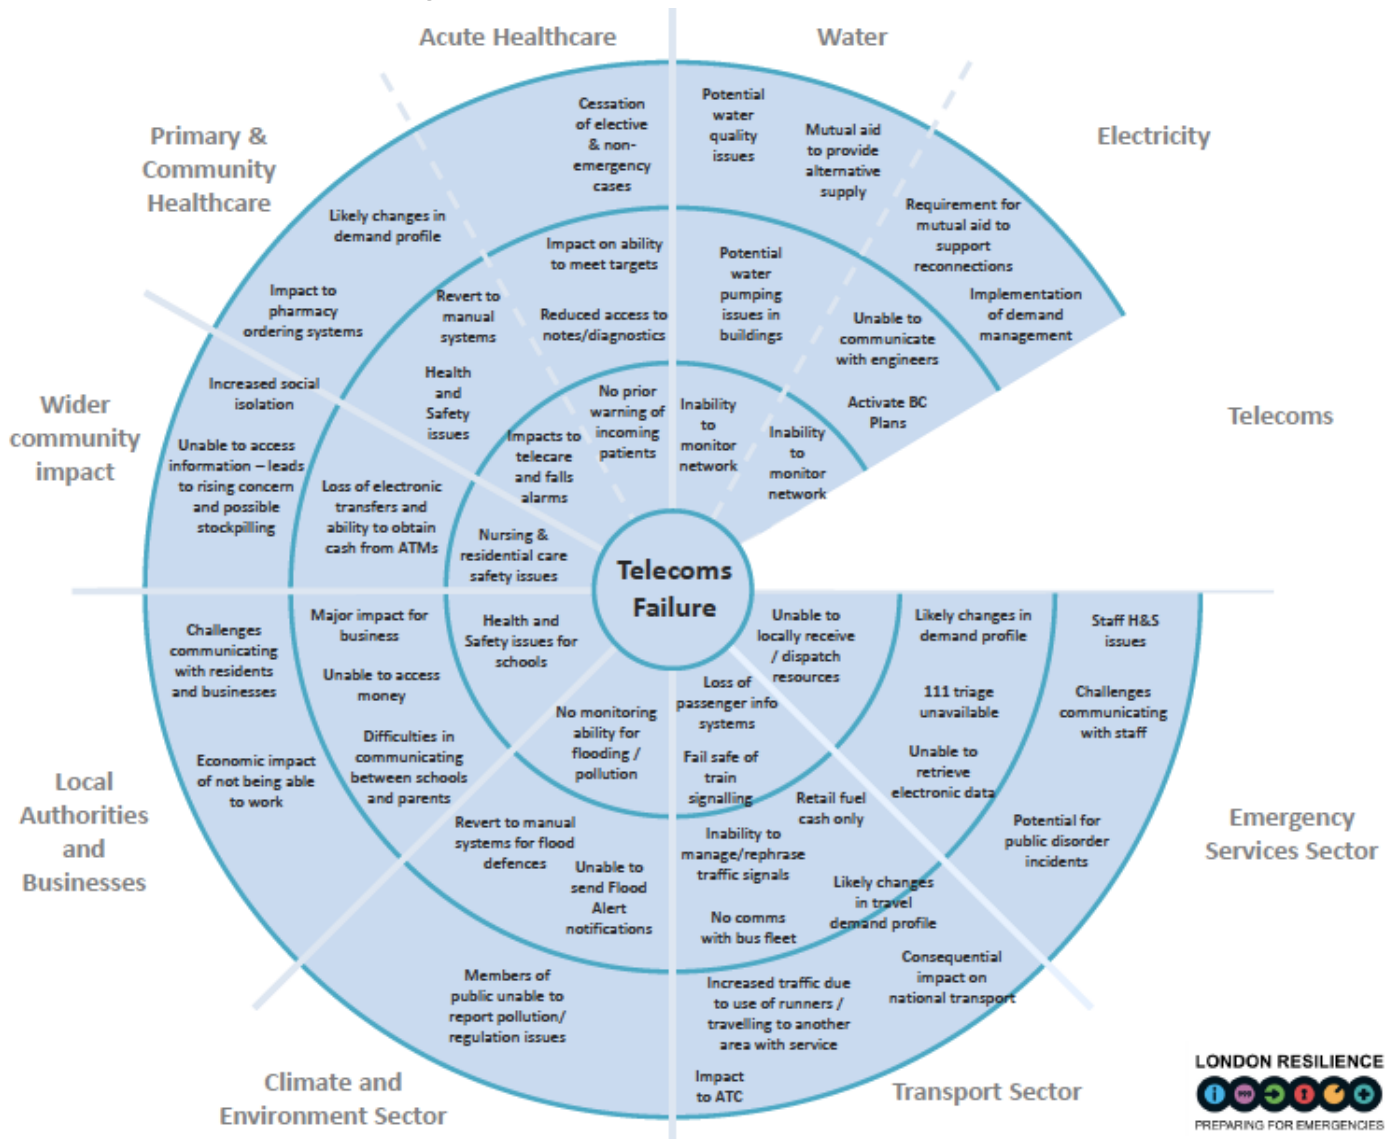 Acute Healthcare
Water
Electricity
Telecoms
Emergency
Services Sector
Transport Sector
Climate and
Environment Sector
Local
Authorities
and
Businesses
Wider
community
impact
Primary &
Community
Healthcare
Telecoms
Failure
Cessation
of elective
& non-
emergency
cases
Impact on ability
to meet targets
Reduced access to
notes/diagnostics
No prior
warning of
incoming
patients
Potential
water
quality
issues
Mutual aid
to provide
alternative
supply
Potential
water
pumping
issues in
buildings
Inability
to
monitor
network
Requirement for
mutual aid to
support
reconnections
Implementation
of demand
management
Unable to
communicate
with engineers
Activate BC
Plans
Inability
to
monitor
network
Unable to
locally receive
/ dispatch
resources
Likely changes in
demand profile
111 triage
unavailable
Unable to
retrieve
electronic data
Staff H&S
issues
Challenges
communicating
with staff
Potential for
public disorder
incidents
Loss of
passenger info
systems
Fail safe of
train
signalling
Retail fuel
cash only
Inability to
manage/rephrase
traffic signals
Likely changes
in travel
demand profile
No comms
with bus fleet
Consequential
impact on
national transport
Increased traffic due
to use of runners /
travelling to another
area with service
Impact
to ATC
No monitoring
ability for
flooding /
pollution
Revert to manual
systems for flood
defences
Unable to
send Flood
Alert
notifications
Members of
public unable to
report pollution/
regulation issues
Health and
Safety issues for
schools
Major impact for
business
Unable to access
money
Difficulties in
communicating
between schools
and parents
Challenges
communicating
with residents
and businesses
Economic impact
of not being able
to work
Nursing &
residential care
safety issues
Loss of electronic
transfers and
ability to obtain
cash from ATMs
Increased social
isolation
Unable to access
information – leads
to rising concern
and possible
stockpilling
Likely changes in
demand profile
Impact to
pharmacy
ordering systems
Revert to
manual
systems
Health
and
Safety
issues
Impacts to
telecare
and falls
alarms
LONDON RESILIENCE
PREPARING FOR EMERGENCIES